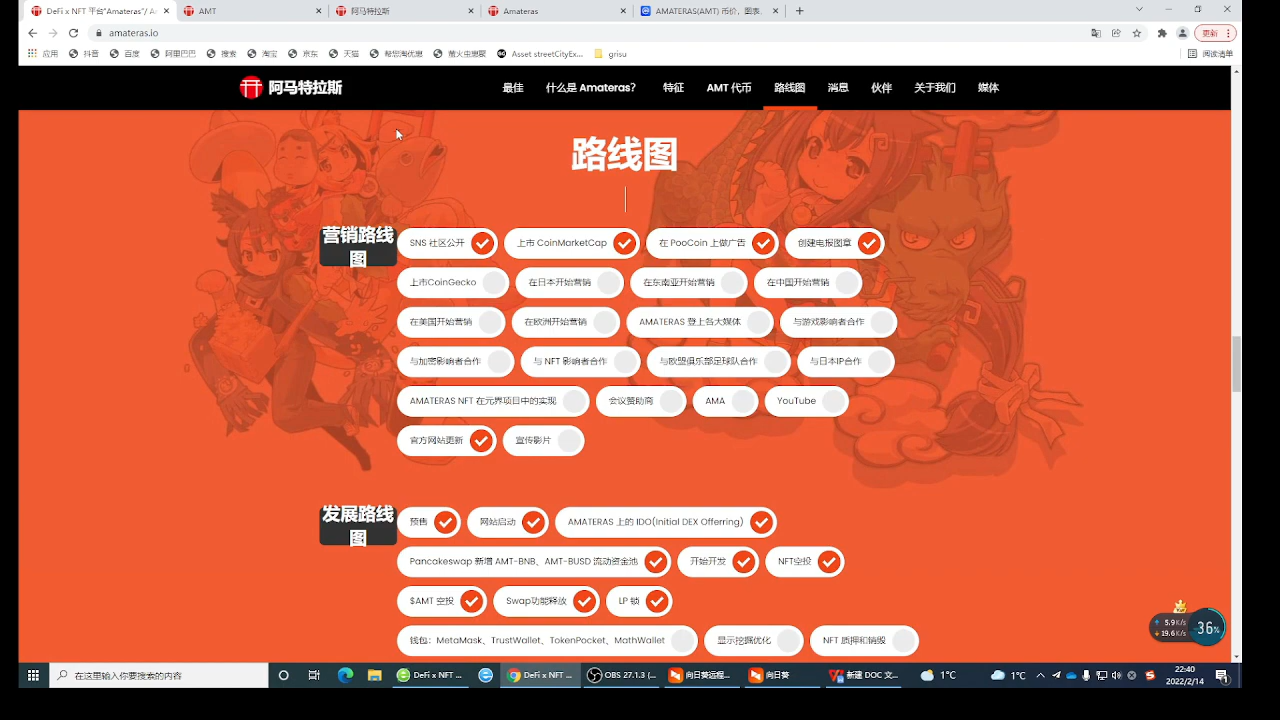 DeFi x NFT 平台"Amateras"/ A
AMT
阿马特拉斯
Amateras
AMATERAS(AMT) 币价，图表
amateras.io
更新
应用
抖音
百度
阿里巴巴
搜索
淘宝
京东
天猫
帮您淘优惠
萤火虫惠聚
Asset streetCityEx...
grisu
阅读清单
阿马特拉斯
最佳
什么是 Amateras？
特征
AMT 代币
路线图
消息
伙伴
关于我们
媒体
路线图
营销路线
图
SNS 社区公开
上市 CoinMarketCap
在 PooCoin 上做广告
创建电报图章
上市CoinGecko
在日本开始营销
在东南亚开始营销
在中国开始营销
在美国开始营销
在欧洲开始营销
AMATERAS 登上各大媒体
与游戏影响者合作
与加密影响者合作
与 NFT 影响者合作
与欧盟俱乐部足球队合作
与日本IP合作
AMATERAS NFT 在元界项目中的实现
会议赞助商
AMA
YouTube
官方网站更新
宣传影片
发展路线
图
预售
网站启动
AMATERAS 上的 IDO(Initial DEX Offerring)
Pancakeswap 新增 AMT-BNB、AMT-BUSD 流动资金池
开始开发
NFT空投
$AMT 空投
Swap功能释放
LP 锁
钱包：MetaMask、TrustWallet、TokenPocket、MathWallet
显示挖掘优化
NFT 质押和销毁
5.9K/s
19.6K/s
36%
在这里输入你要搜索的内容
DeFi x NFT ...
DeFi x NFT ...
OBS 27.1.3 (...
向日葵远程...
向日葵
新建 DOC 文...
1°C
1°C
22:40
2022/2/14